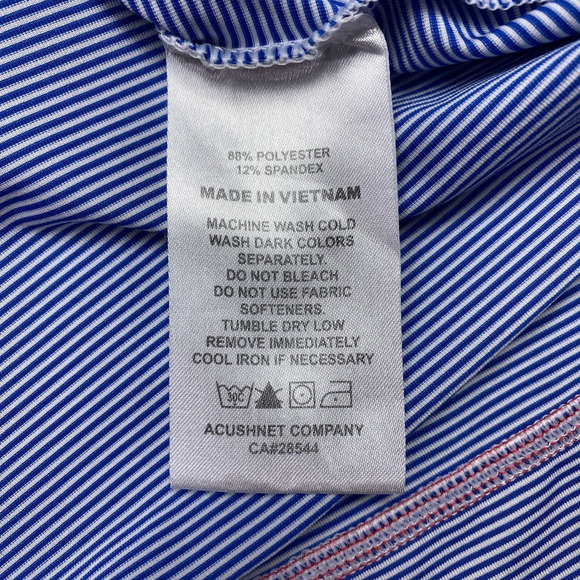 88% POLYESTER
12% SPANDEX
MADE IN VIETNAM
MACHINE WASH COLD
WASH DARK COLORS
SEPARATELY.
DO NOT BLEACH
DO NOT USE FABRIC
SOFTENERS.
TUMBLE DRY LOW
REMOVE IMMEDIATELY
COOL IRON IF NECESSARY
30C
ACUSHNET COMPANY
CA#28544